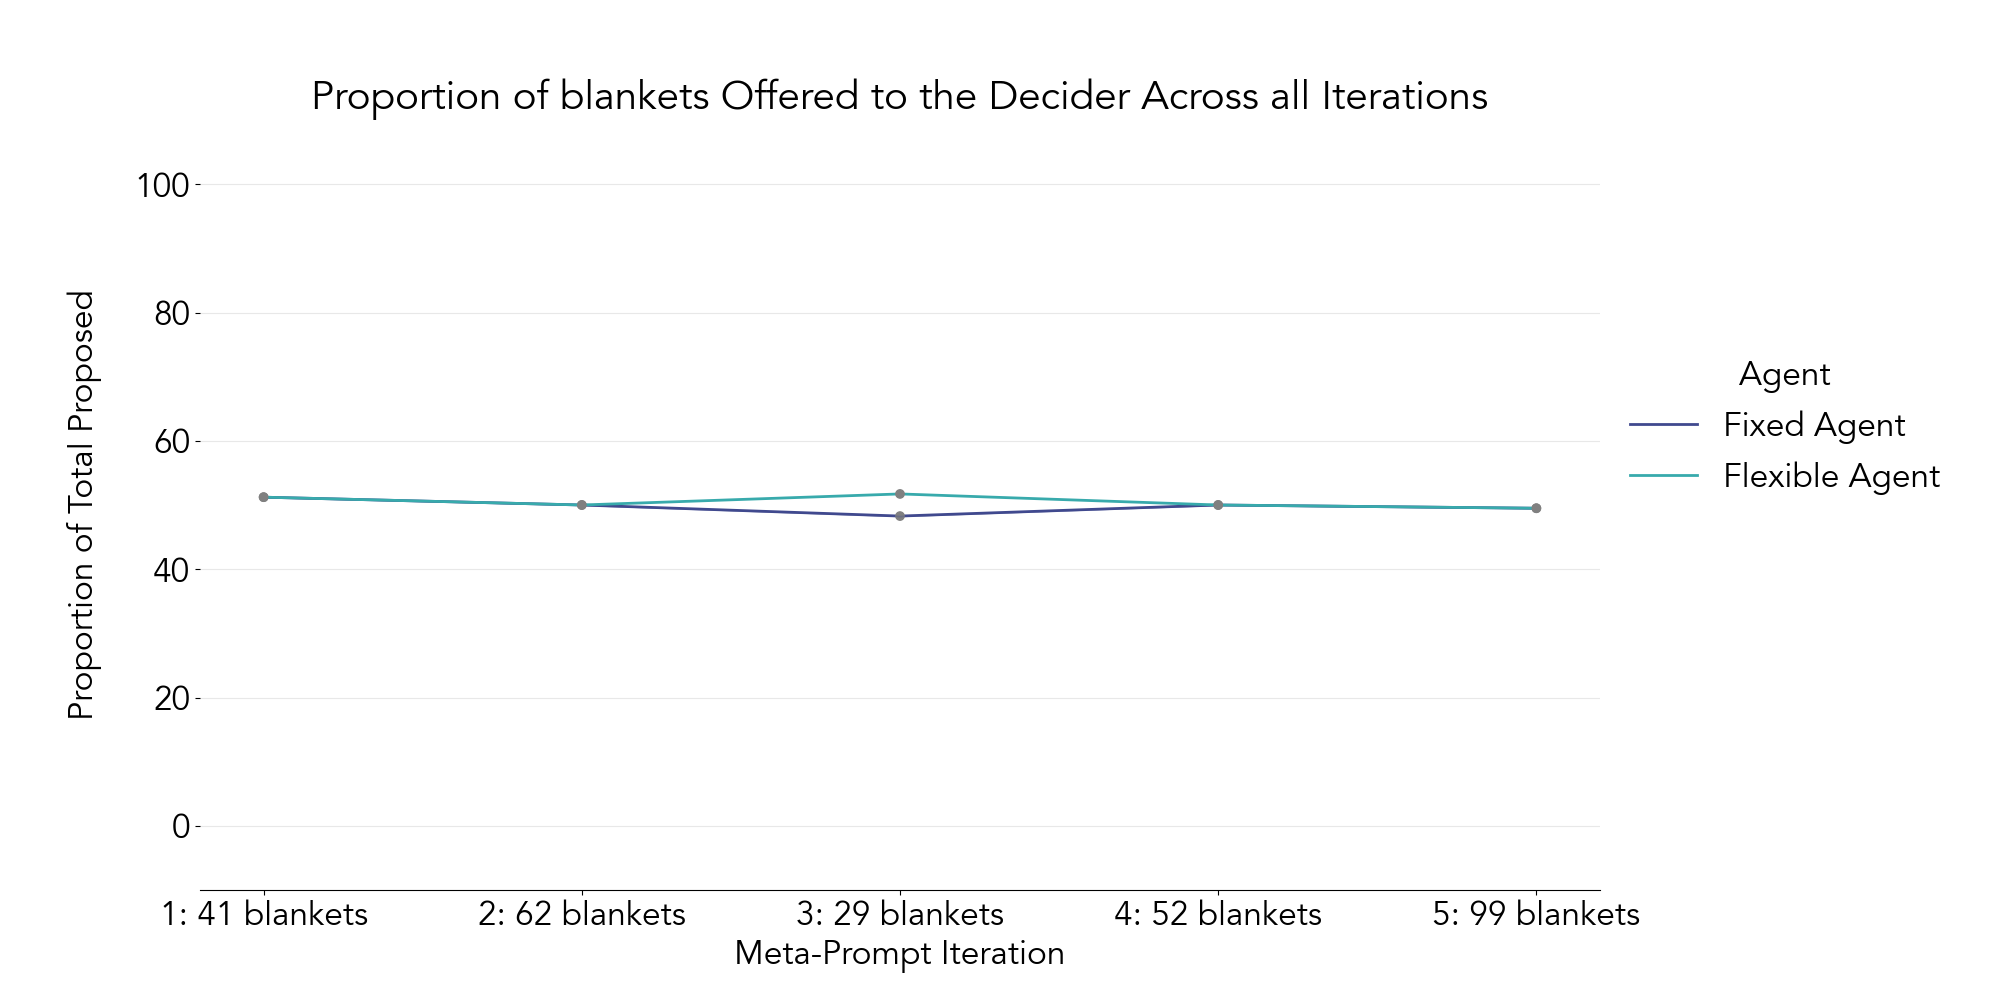 Proportion of blankets Offered to the Decider Across all Iterations
100
80
60
40
20
0
Proportion of Total Proposed
1: 41 blankets
2: 62 blankets
3: 29 blankets
4: 52 blankets
5: 99 blankets
Meta-Prompt Iteration
Agent
Fixed Agent
Flexible Agent